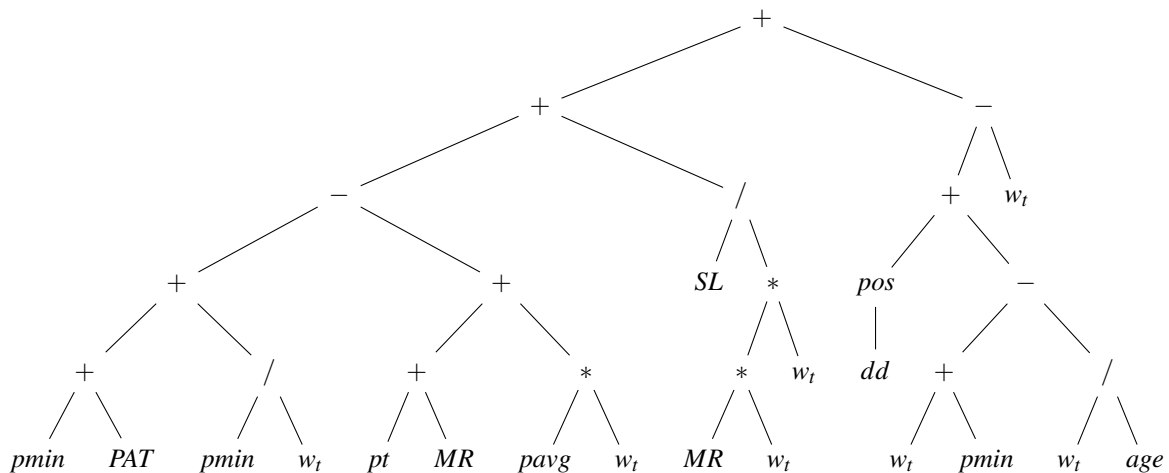 +
+ −
− / + w_t
+ + SL * pos −
+ / + * * w_t dd + /
pmin PAT pmin w_t pt MR pavg w_t MR w_t w_t pmin w_t age